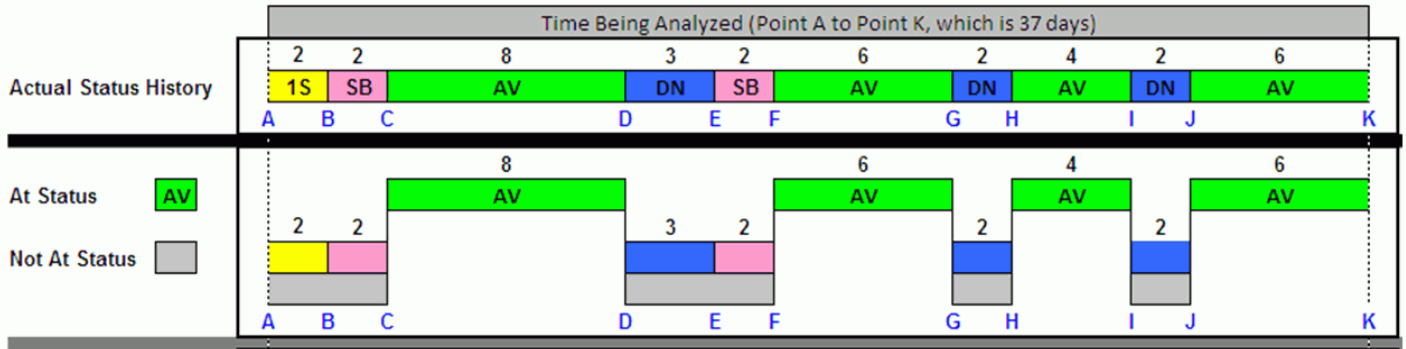 Time Being Analyzed (Point A to Point K, which is 37 days)
2 2 8 3 2 6 2 4 2 6
Actual Status History 1S SB AV DN SB AV DN AV DN AV
A B C D E F G H I J K
8 6 4 6
At Status AV AV AV AV AV
2 2 3 2 2 2
Not At Status
A B C D E F G H I J K